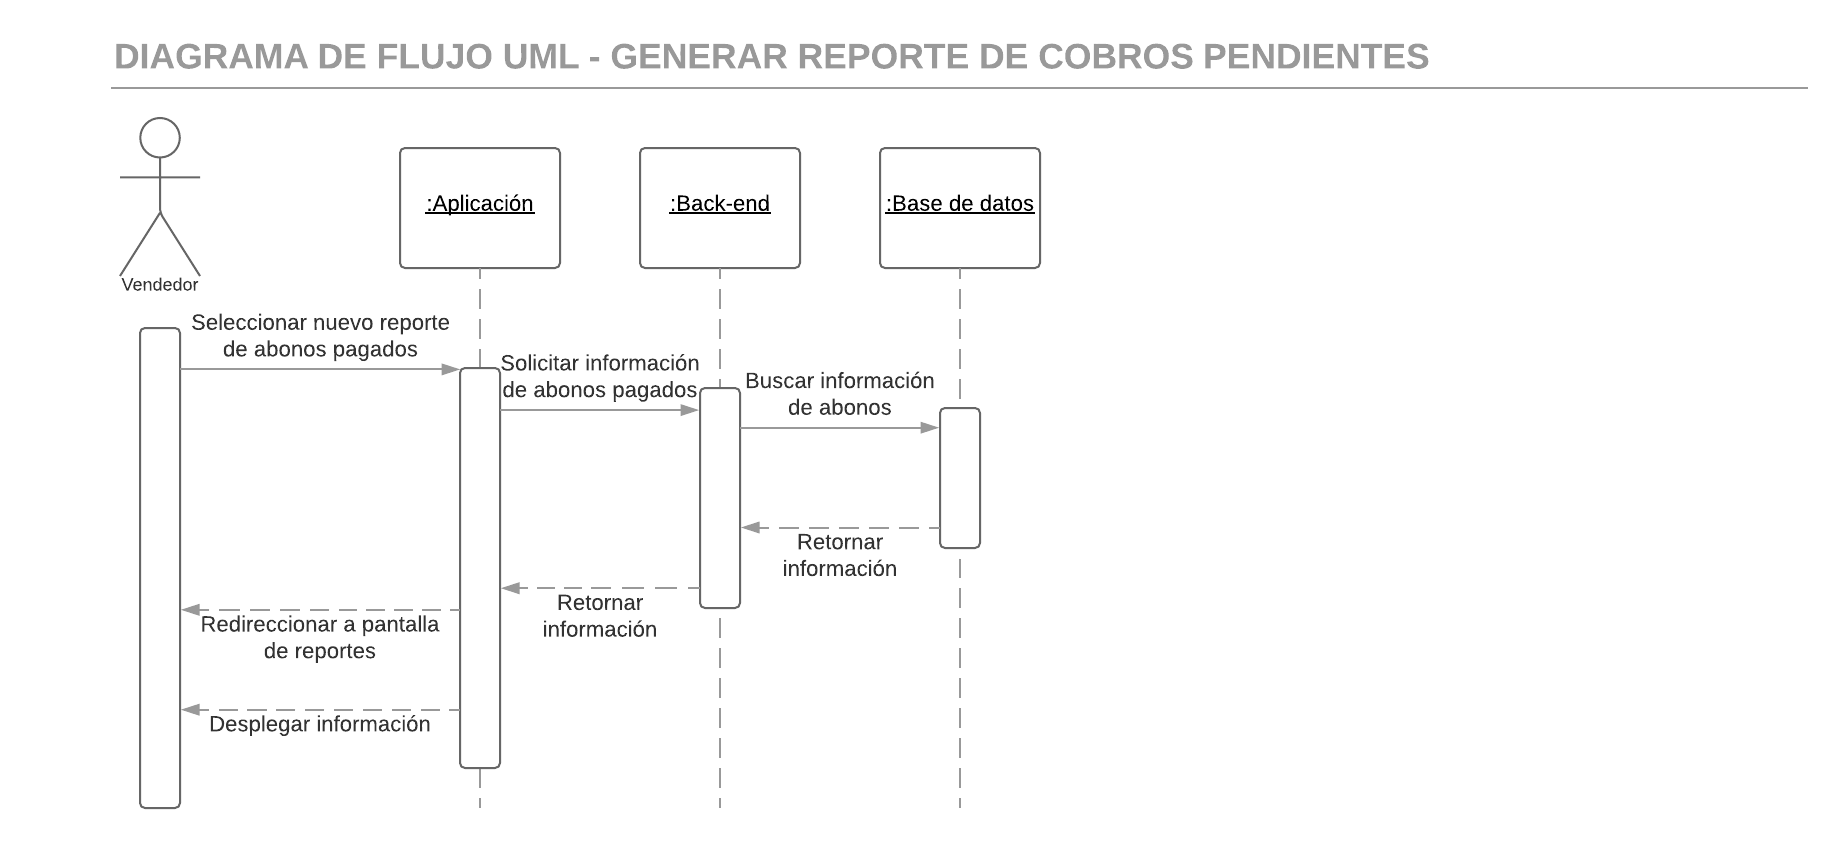 DIAGRAMA DE FLUJO UML - GENERAR REPORTE DE COBROS PENDIENTES
:Aplicación
:Back-end
:Base de datos
Vendedor
Seleccionar nuevo reporte
de abonos pagados
Solicitar información
de abonos pagados
Buscar información
de abonos
Retornar
información
Retornar
información
Redireccionar a pantalla
de reportes
Desplegar información